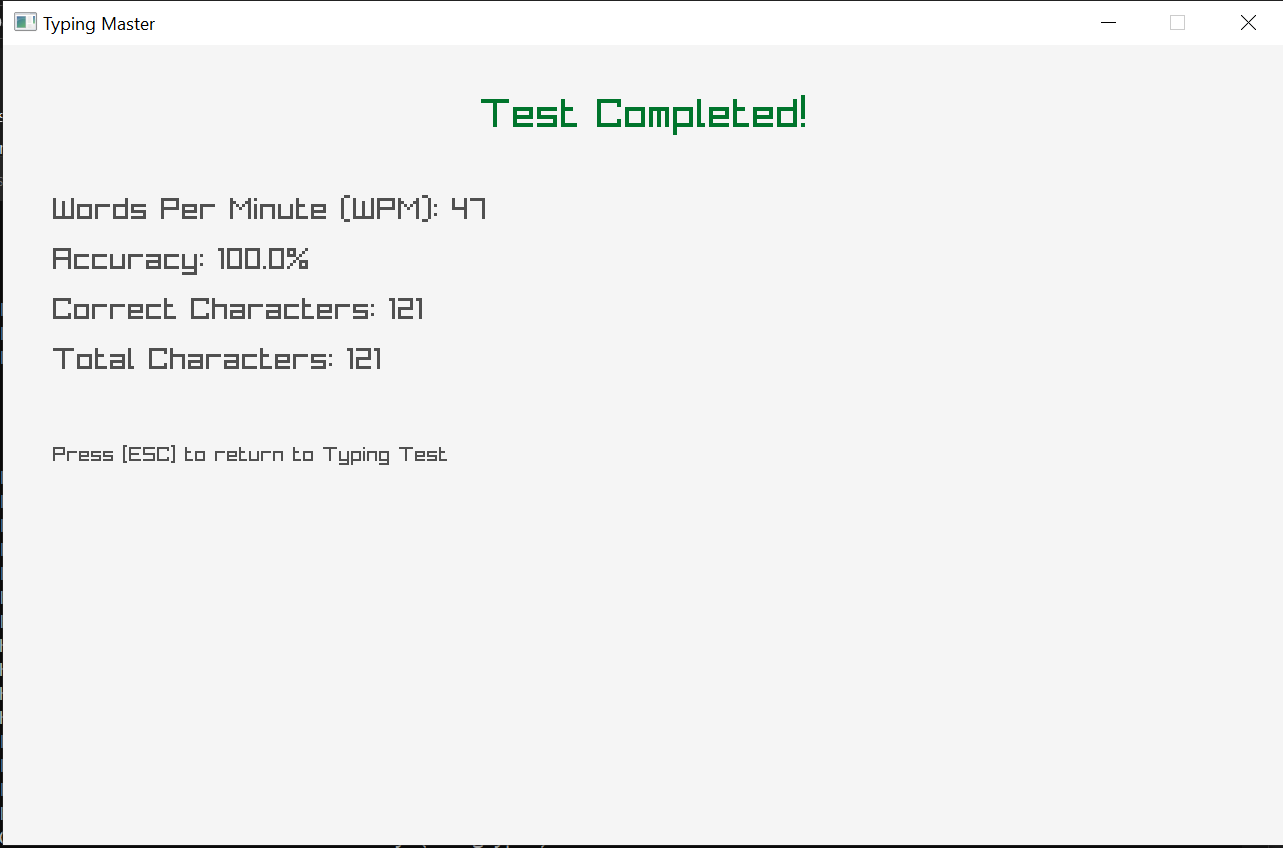 Typing Master
Test Completed!
Words Per Minute (WPM): 47
Accuracy: 100.0%
Correct Characters: 121
Total Characters: 121
Press [ESC] to return to Typing Test